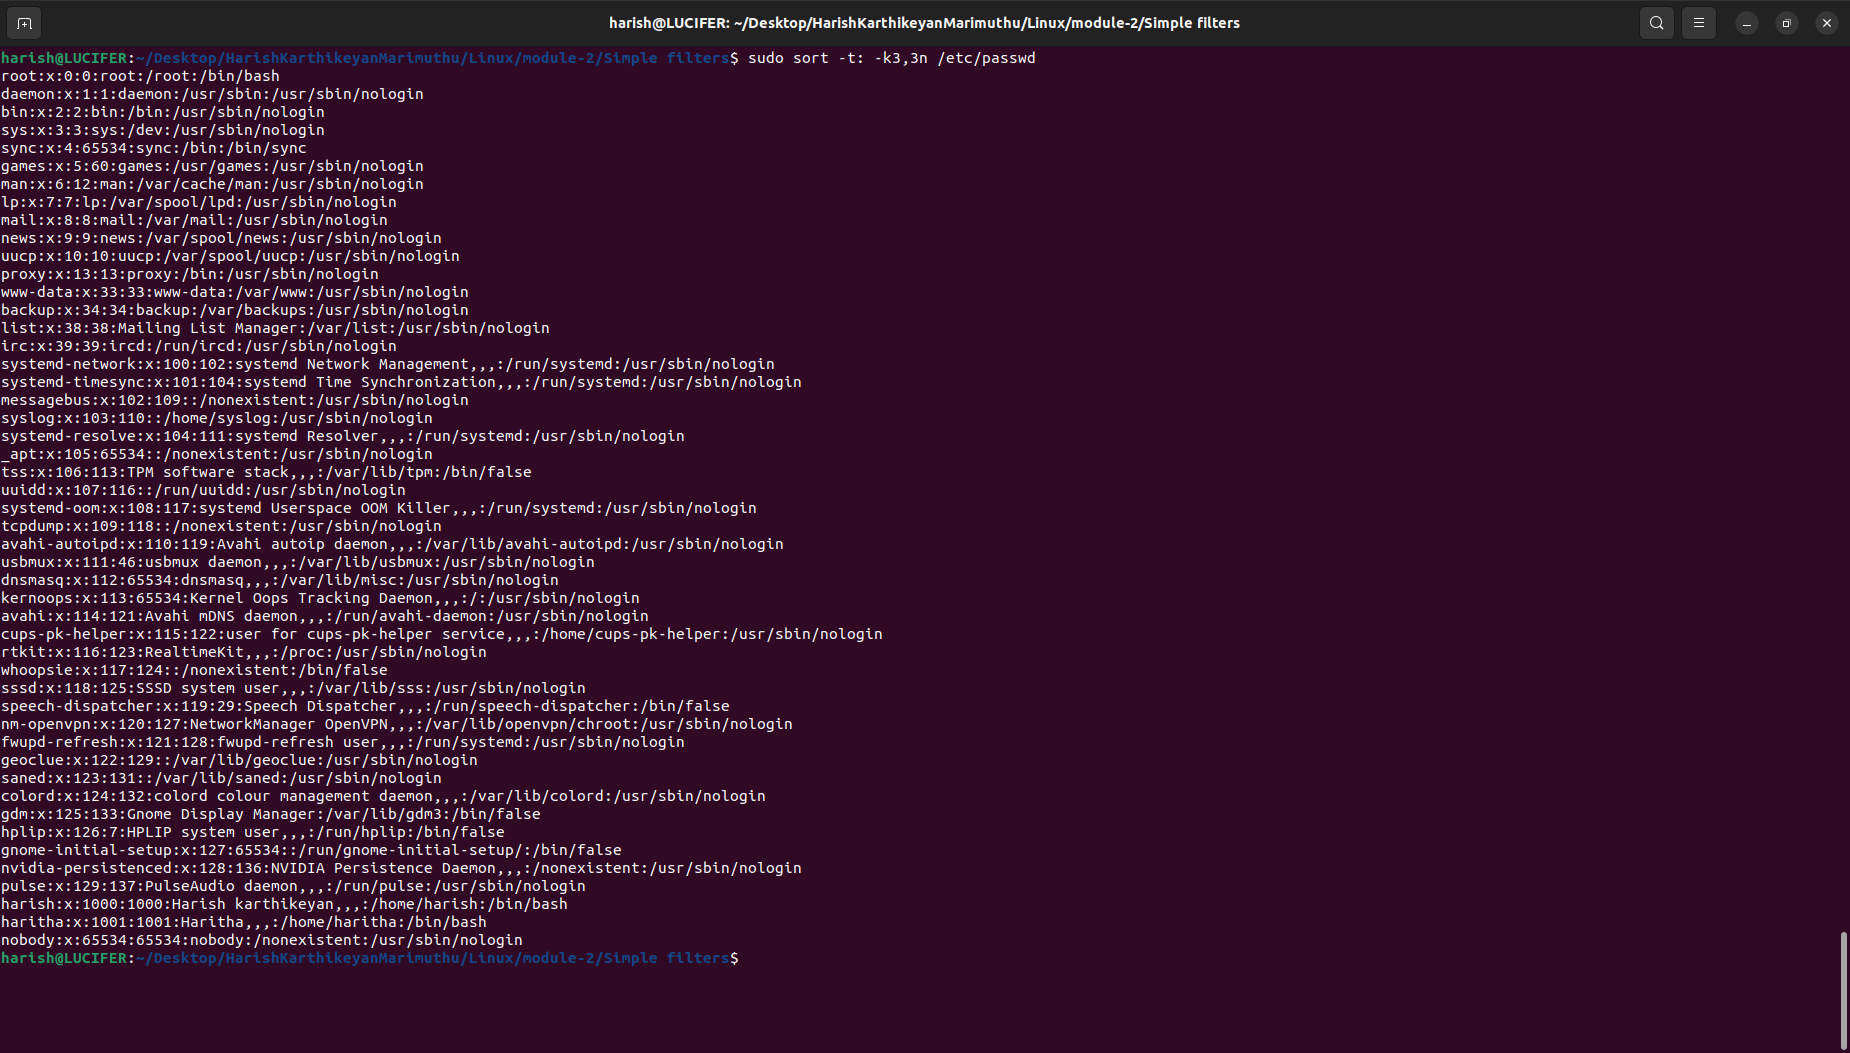 harish@LUCIFER: ~/Desktop/HarishKarthikeyanMarimuthu/Linux/module-2/Simple filters
harish@LUCIFER:~/Desktop/HarishKarthikeyanMarimuthu/Linux/module-2/Simple filters$ sudo sort -t: -k3,3n /etc/passwd
root:x:0:0:root:/root:/bin/bash
daemon:x:1:1:daemon:/usr/sbin:/usr/sbin/nologin
bin:x:2:2:bin:/bin:/usr/sbin/nologin
sys:x:3:3:sys:/dev:/usr/sbin/nologin
sync:x:4:65534:sync:/bin:/bin/sync
games:x:5:60:games:/usr/games:/usr/sbin/nologin
man:x:6:12:man:/var/cache/man:/usr/sbin/nologin
lp:x:7:7:lp:/var/spool/lpd:/usr/sbin/nologin
mail:x:8:8:mail:/var/mail:/usr/sbin/nologin
news:x:9:9:news:/var/spool/news:/usr/sbin/nologin
uucp:x:10:10:uucp:/var/spool/uucp:/usr/sbin/nologin
proxy:x:13:13:proxy:/bin:/usr/sbin/nologin
www-data:x:33:33:www-data:/var/www:/usr/sbin/nologin
backup:x:34:34:backup:/var/backups:/usr/sbin/nologin
list:x:38:38:Mailing List Manager:/var/list:/usr/sbin/nologin
irc:x:39:39:ircd:/run/ircd:/usr/sbin/nologin
systemd-network:x:100:102:systemd Network Management,,,:/run/systemd:/usr/sbin/nologin
systemd-timesync:x:101:104:systemd Time Synchronization,,,:/run/systemd:/usr/sbin/nologin
messagebus:x:102:109::/nonexistent:/usr/sbin/nologin
syslog:x:103:110::/home/syslog:/usr/sbin/nologin
systemd-resolve:x:104:111:systemd Resolver,,,:/run/systemd:/usr/sbin/nologin
_apt:x:105:65534::/nonexistent:/usr/sbin/nologin
tss:x:106:113:TPM software stack,,,:/var/lib/tpm:/bin/false
uuidd:x:107:116::/run/uuidd:/usr/sbin/nologin
systemd-oom:x:108:117:systemd Userspace OOM Killer,,,:/run/systemd:/usr/sbin/nologin
tcpdump:x:109:118::/nonexistent:/usr/sbin/nologin
avahi-autoipd:x:110:119:Avahi autoip daemon,,,:/var/lib/avahi-autoipd:/usr/sbin/nologin
usbmux:x:111:46:usbmux daemon,,,:/var/lib/usbmux:/usr/sbin/nologin
dnsmasq:x:112:65534:dnsmasq,,,:/var/lib/misc:/usr/sbin/nologin
kernoops:x:113:65534:Kernel Oops Tracking Daemon,,,:/:/usr/sbin/nologin
avahi:x:114:121:Avahi mDNS daemon,,,:/run/avahi-daemon:/usr/sbin/nologin
cups-pk-helper:x:115:122:user for cups-pk-helper service,,,:/home/cups-pk-helper:/usr/sbin/nologin
rtkit:x:116:123:RealtimeKit,,,:/proc:/usr/sbin/nologin
whoopsie:x:117:124::/nonexistent:/bin/false
sssd:x:118:125:SSSD system user,,,:/var/lib/sss:/usr/sbin/nologin
speech-dispatcher:x:119:29:Speech Dispatcher,,,:/run/speech-dispatcher:/bin/false
nm-openvpn:x:120:127:NetworkManager OpenVPN,,,:/var/lib/openvpn/chroot:/usr/sbin/nologin
fwupd-refresh:x:121:128:fwupd-refresh user,,,:/run/systemd:/usr/sbin/nologin
geoclue:x:122:129::/var/lib/geoclue:/usr/sbin/nologin
saned:x:123:131::/var/lib/saned:/usr/sbin/nologin
colord:x:124:132:colord colour management daemon,,,:/var/lib/colord:/usr/sbin/nologin
gdm:x:125:133:Gnome Display Manager:/var/lib/gdm3:/bin/false
hplip:x:126:7:HPLIP system user,,,:/run/hplip:/bin/false
gnome-initial-setup:x:127:65534::/run/gnome-initial-setup/:/bin/false
nvidia-persistenced:x:128:136:NVIDIA Persistence Daemon,,,:/nonexistent:/usr/sbin/nologin
pulse:x:129:137:PulseAudio daemon,,,:/run/pulse:/usr/sbin/nologin
harish:x:1000:1000:Harish karthikeyan,,,:/home/harish:/bin/bash
haritha:x:1001:1001:Haritha,,,:/home/haritha:/bin/bash
nobody:x:65534:65534:nobody:/nonexistent:/usr/sbin/nologin
harish@LUCIFER:~/Desktop/HarishKarthikeyanMarimuthu/Linux/module-2/Simple filters$